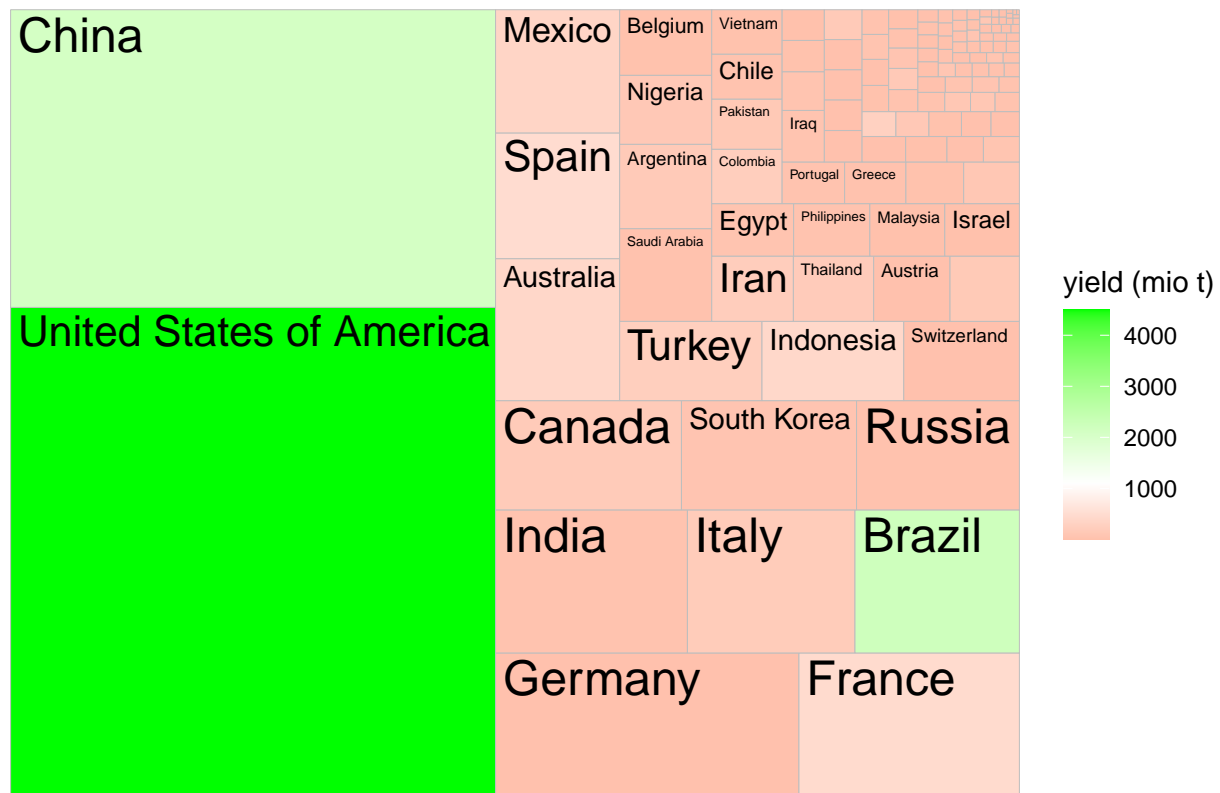 China
United States of America
Mexico
Spain
Australia
Belgium
Nigeria
Argentina
Saudi Arabia
Vietnam
Chile
Pakistan
Colombia
Iraq
Portugal
Greece
Egypt
Philippines
Malaysia
Israel
Iran
Thailand
Austria
Turkey
Indonesia
Switzerland
Canada
South Korea
Russia
India
Italy
Brazil
Germany
France
yield (mio t)
4000
3000
2000
1000